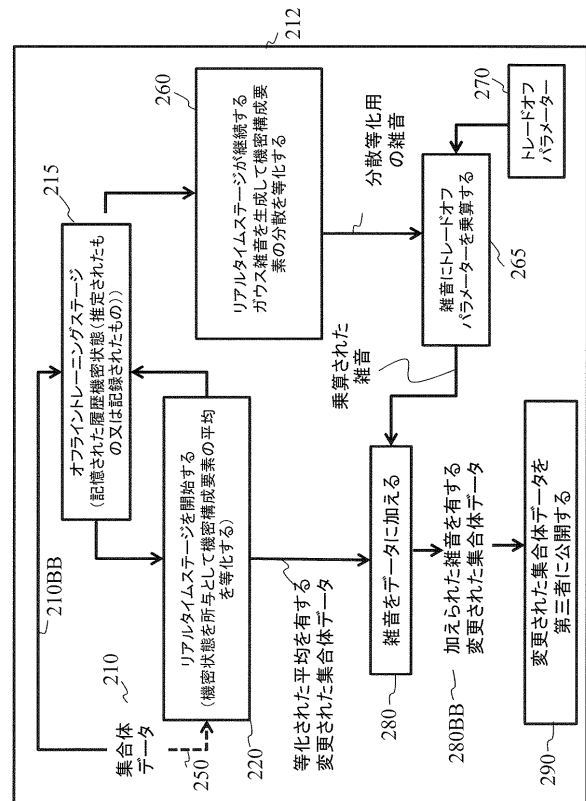 212
210BB
215
オフライントレーニングステージ
(記憶された履歴機密状態(推定されたも
の又は記録されたもの))
260
リアルタイムステージが継続する
ガウス雑音を生成して機密構成要
素の分散を等化する
210
集合体
データ
250
リアルタイムステージを開始する
(機密状態を所与として機密構成要素の平均
を等化する)
220
分散等化用
の雑音
270
トレードオフ
パラメーター
雑音にトレードオフ
パラメーターを乗算する
265
乗算された
雑音
等化された平均を有する
変更された集合体データ
雑音をデータに加える
280
加えられた雑音を有する
変更された集合体データ
280BB
変更された集合体データを
第三者に公開する
290